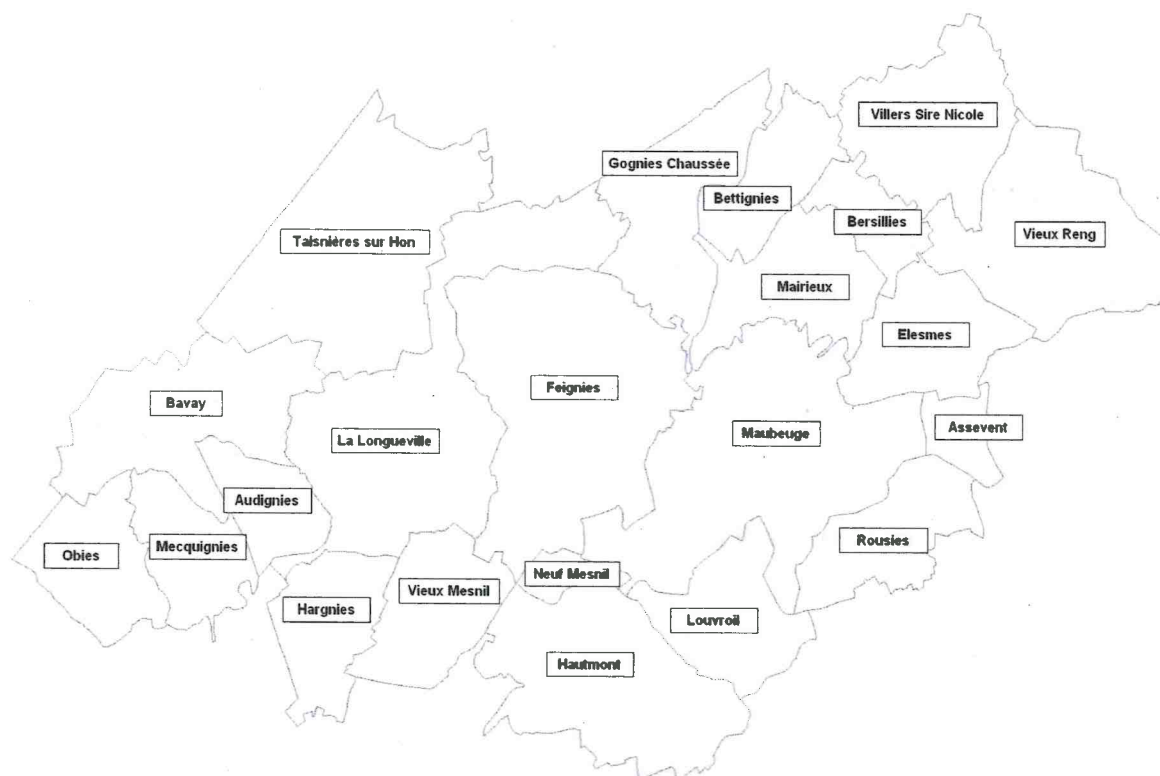 Villers Sire Nicole
Gognies Chaussée
Bettignies
Bersillies
Vieux Reng
Taisnières sur Hon
Mairieux
Elesmes
Feignies
Bavay
La Longueville
Maubeuge
Assevent
Audignies
Mecquignies
Obies
Rousies
Neuf Mesnil
Vieux Mesnil
Hargnies
Louvroil
Hautmont